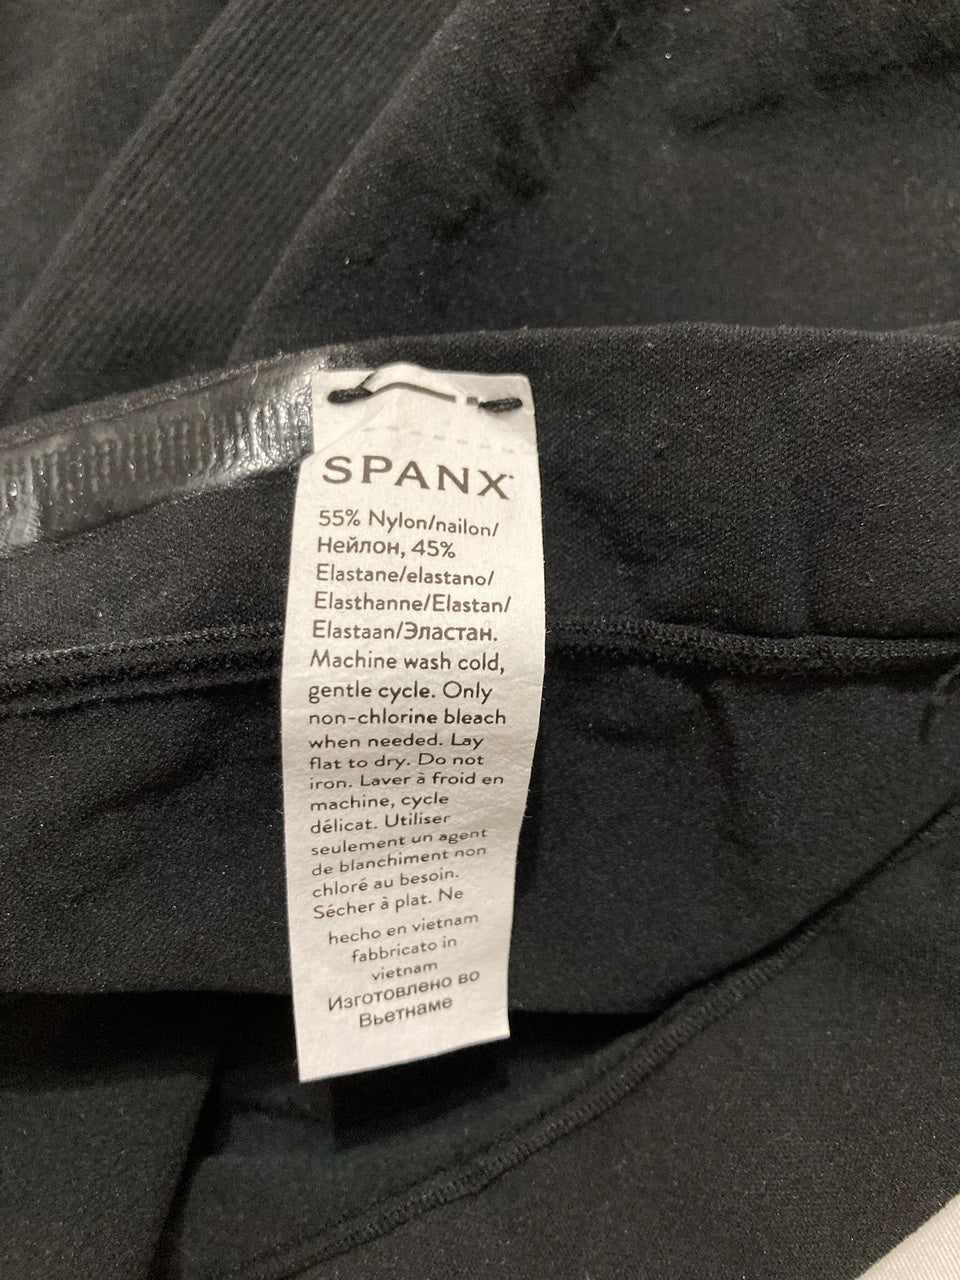 SPANX
55% Nylon/nailon/
Нейлон, 45%
Elastane/elastano/
Elasthanne/Elastan/
Elastaan/Эластан.
Machine wash cold,
gentle cycle. Only
non-chlorine bleach
when needed. Lay
flat to dry. Do not
iron. Laver à froid en
machine, cycle
délicat. Utiliser
seulement un agent
de blanchiment non
chloré au besoin.
Sécher à plat. Ne
hecho en vietnam
fabbricato in
vietnam
Изготовлено во
Вьетнаме